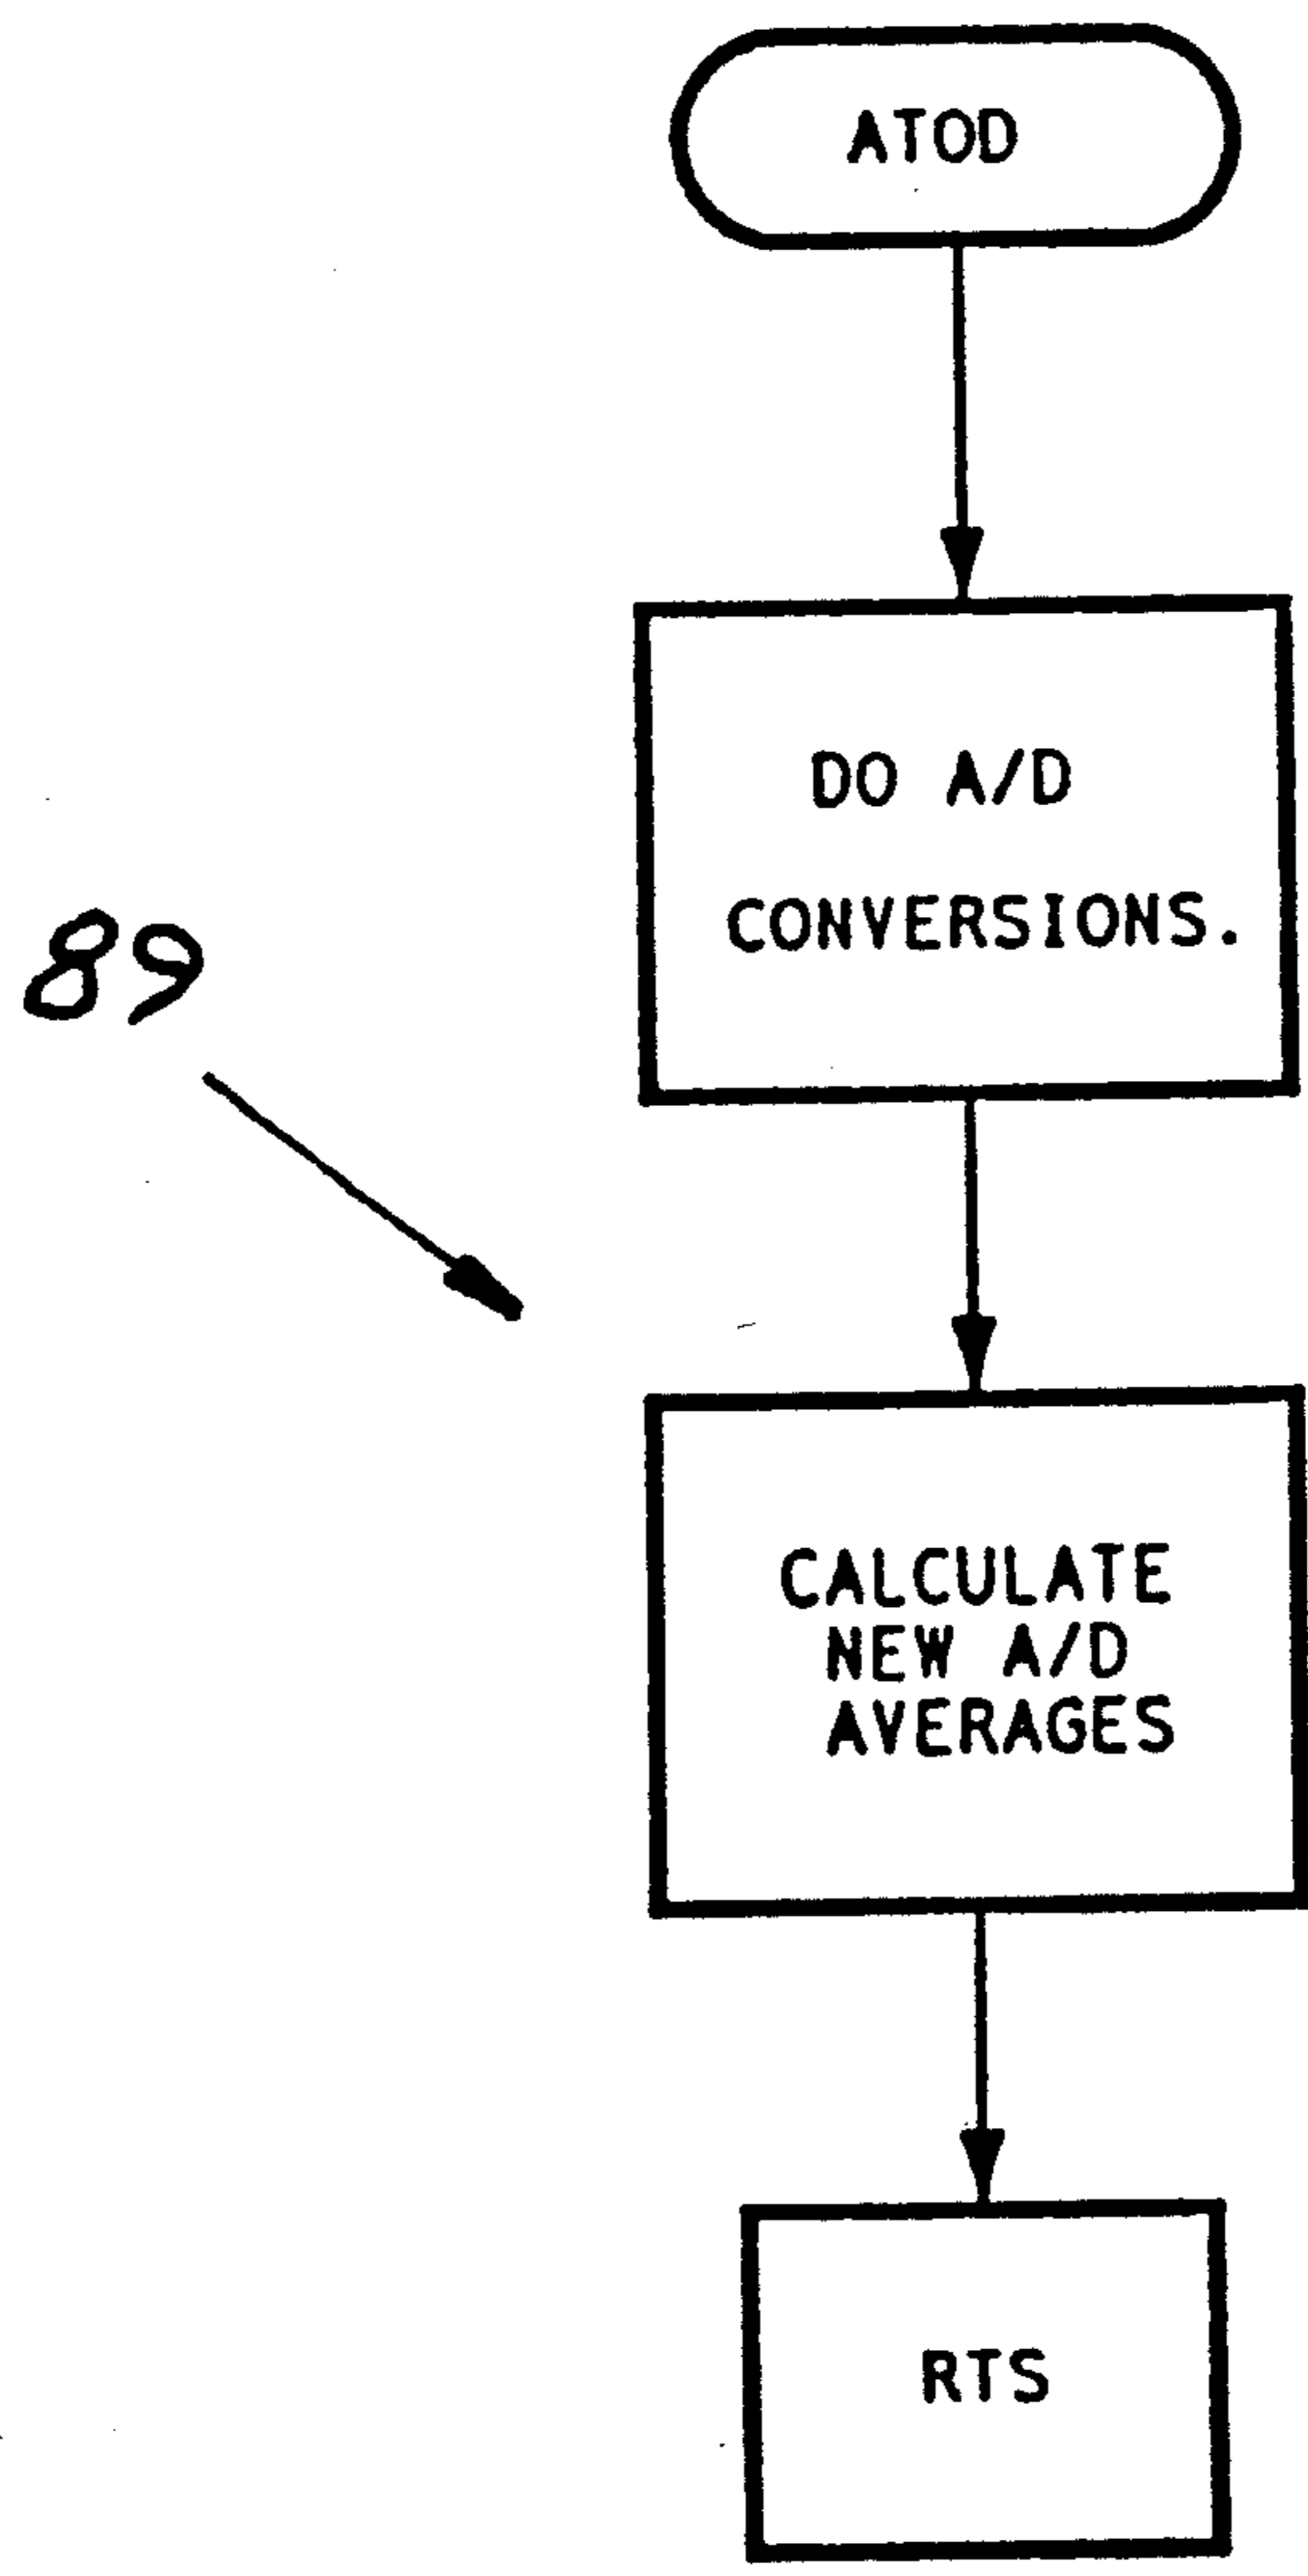 ATOD
DO A/D
CONVERSIONS.
89
CALCULATE
NEW A/D
AVERAGES
RTS